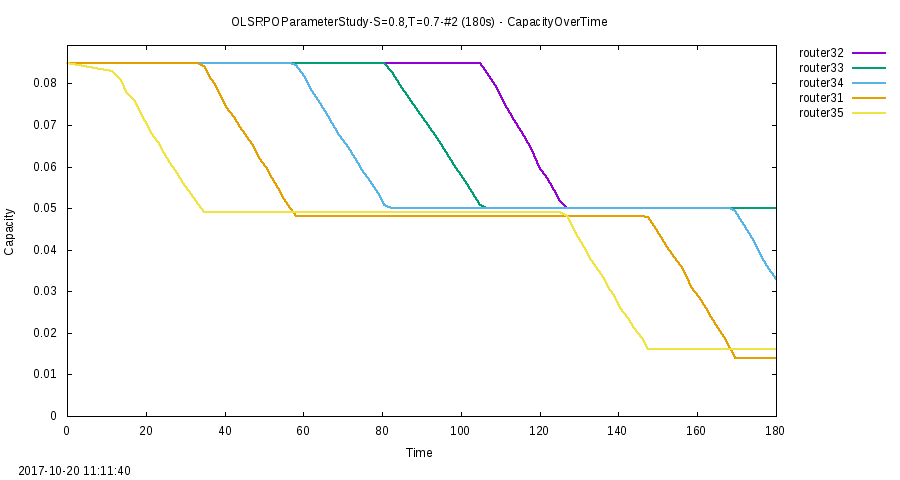 OLSRPOParameterStudy-S=0.8,T=0.7-#2 (180s) - CapacityOverTime
router32
router33
router34
router31
router35
0.08
0.07
0.06
0.05
0.04
0.03
0.02
0.01
0
Capacity
0 20 40 60 80 100 120 140 160 180
Time
2017-10-20 11:11:40